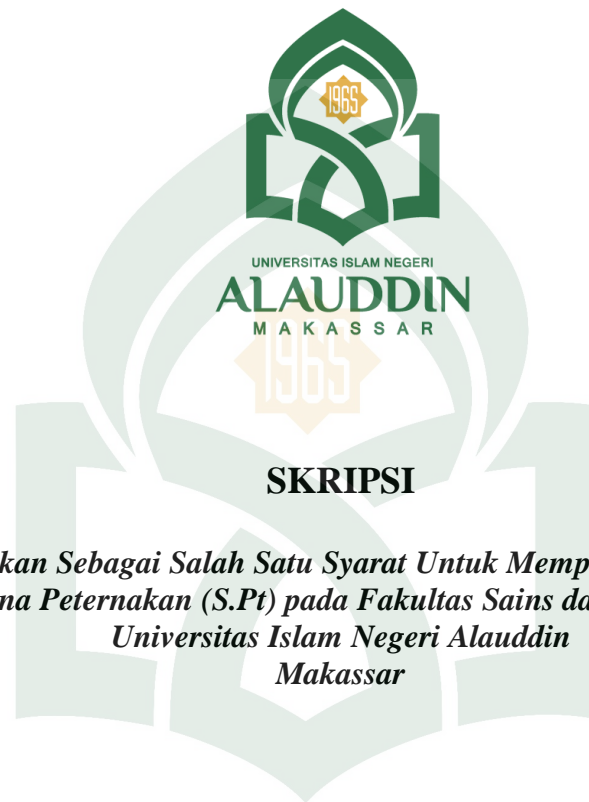 1965
UNIVERSITAS ISLAM NEGERI
ALAUDDIN
MAKASSAR
1965
SKRIPSI
kan Sebagai Salah Satu Syarat Untuk Memp
na Peternakan (S.Pt) pada Fakultas Sains da
Universitas Islam Negeri Alauddin
Makassar